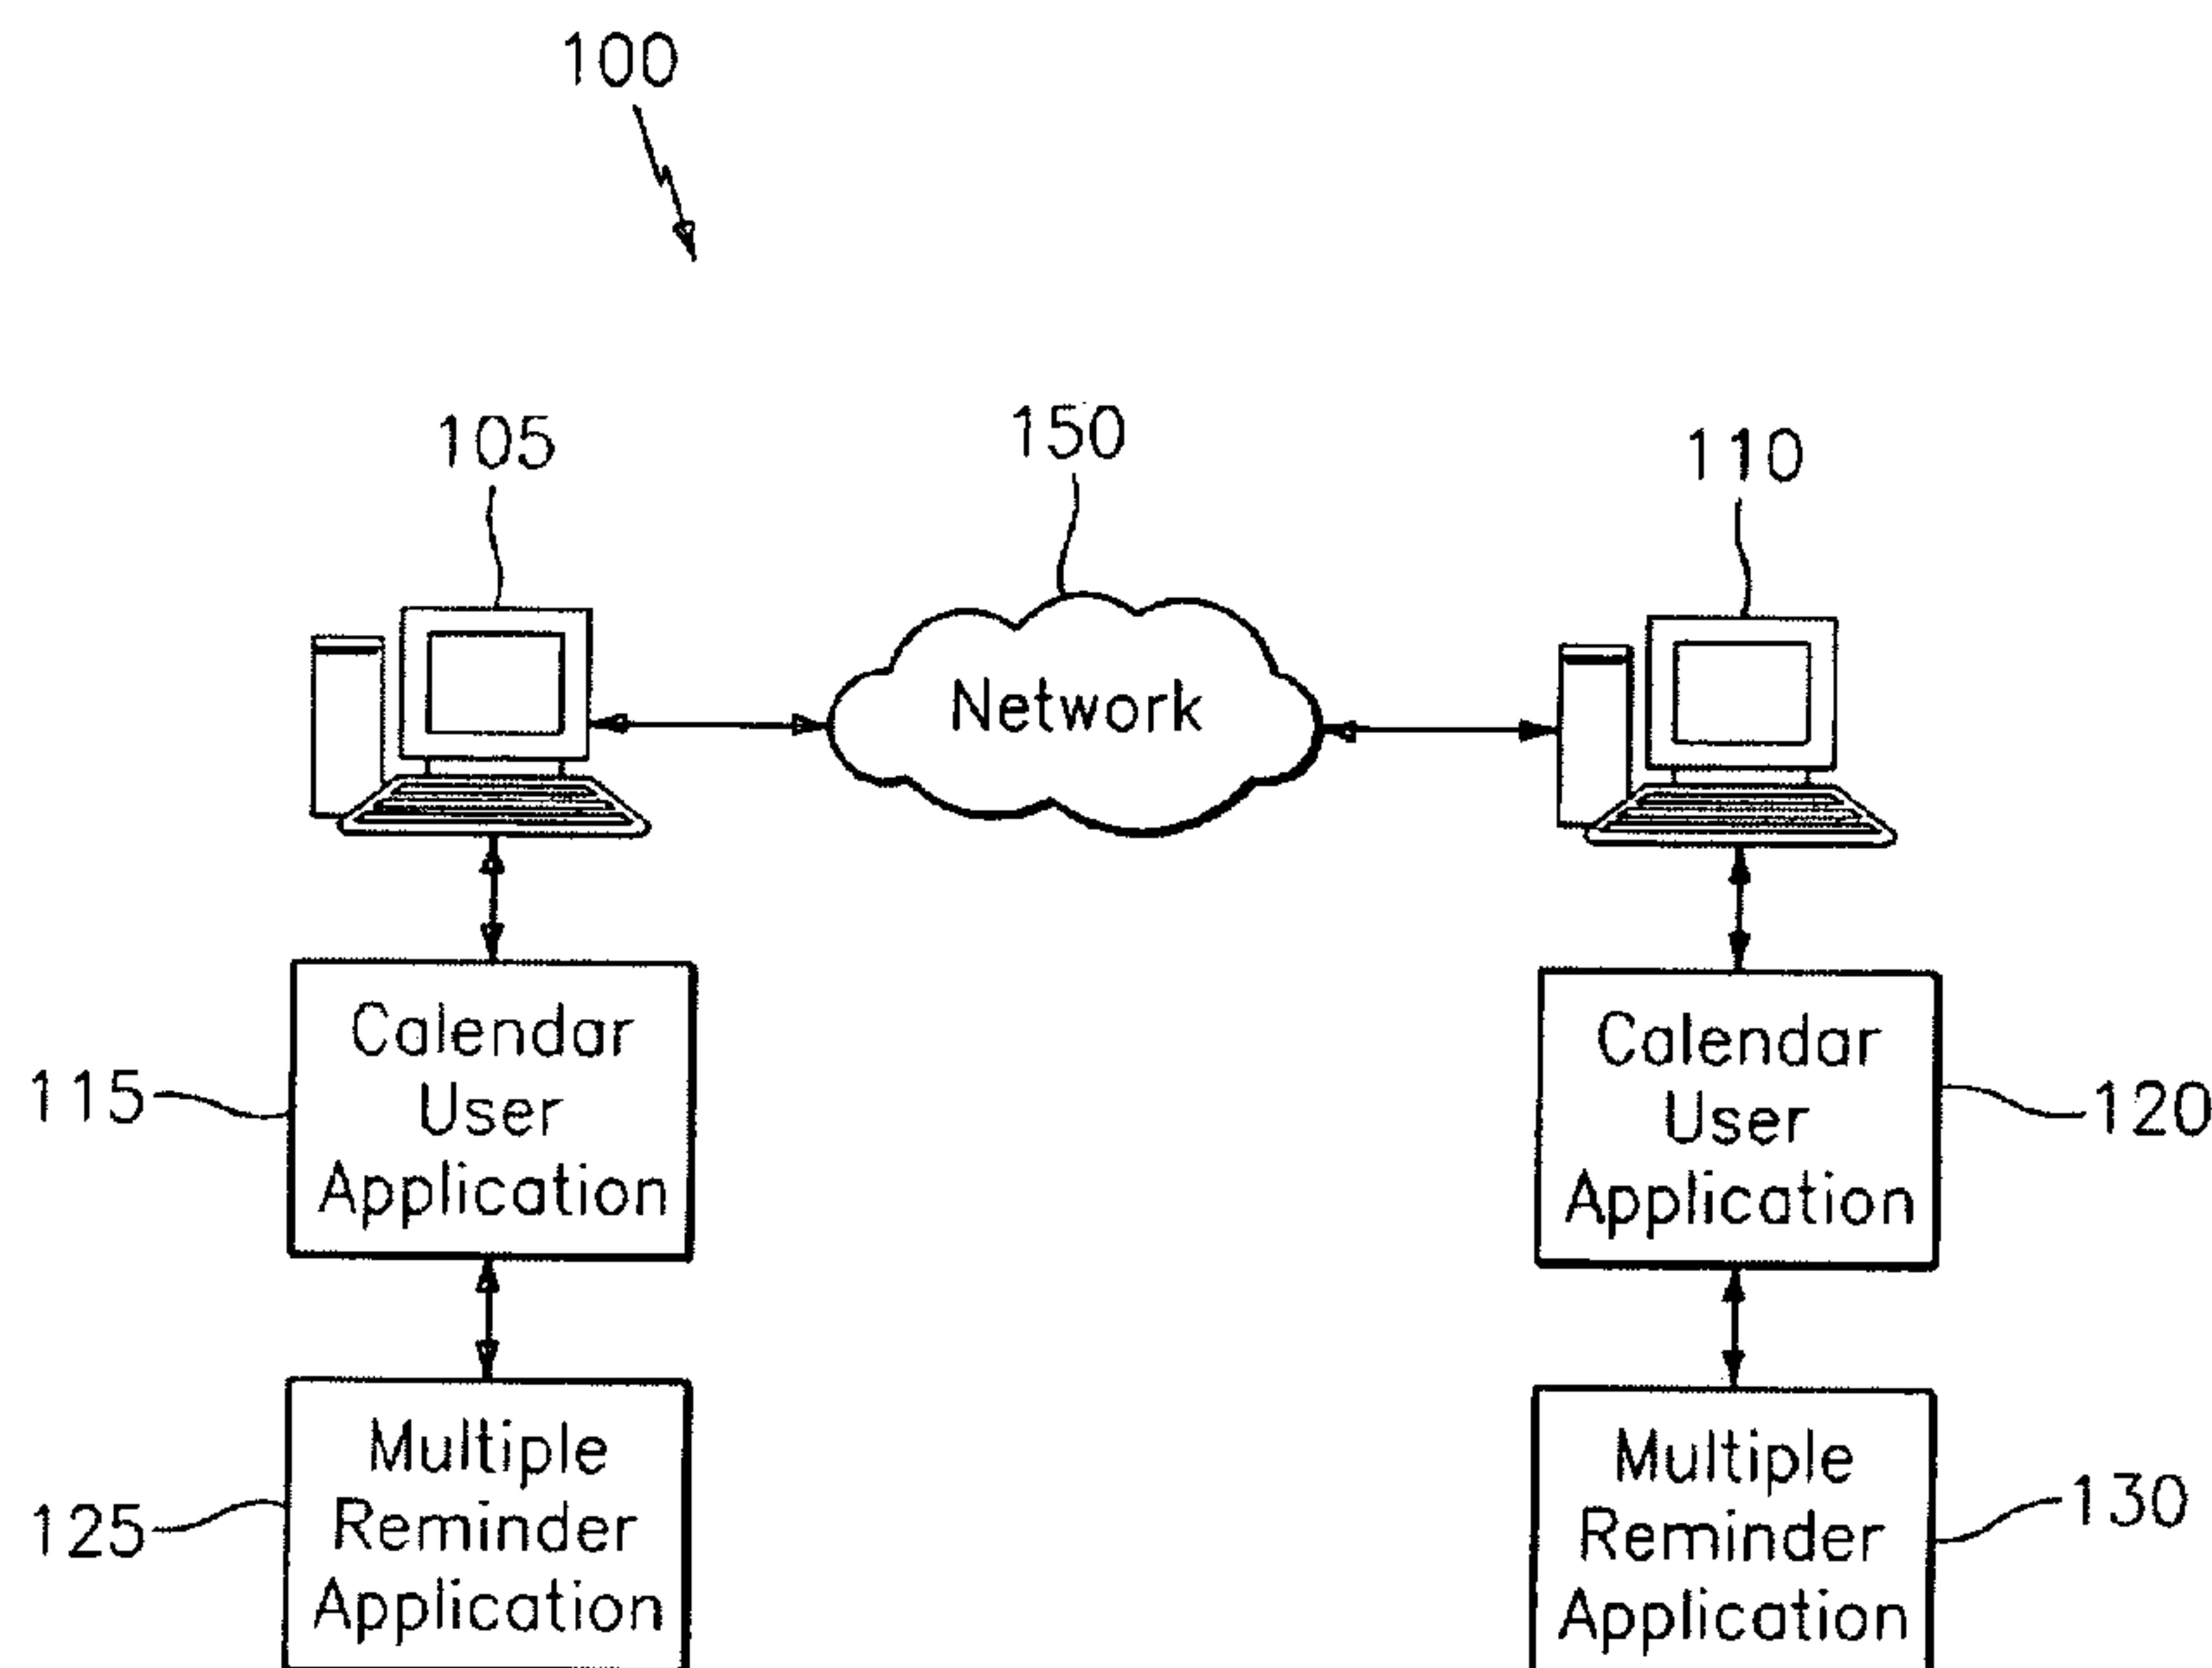 100
105
150
110
Network
Calendar
User
Application
115
Calendar
User
Application
120
Multiple
Reminder
Application
125
Multiple
Reminder
Application
130